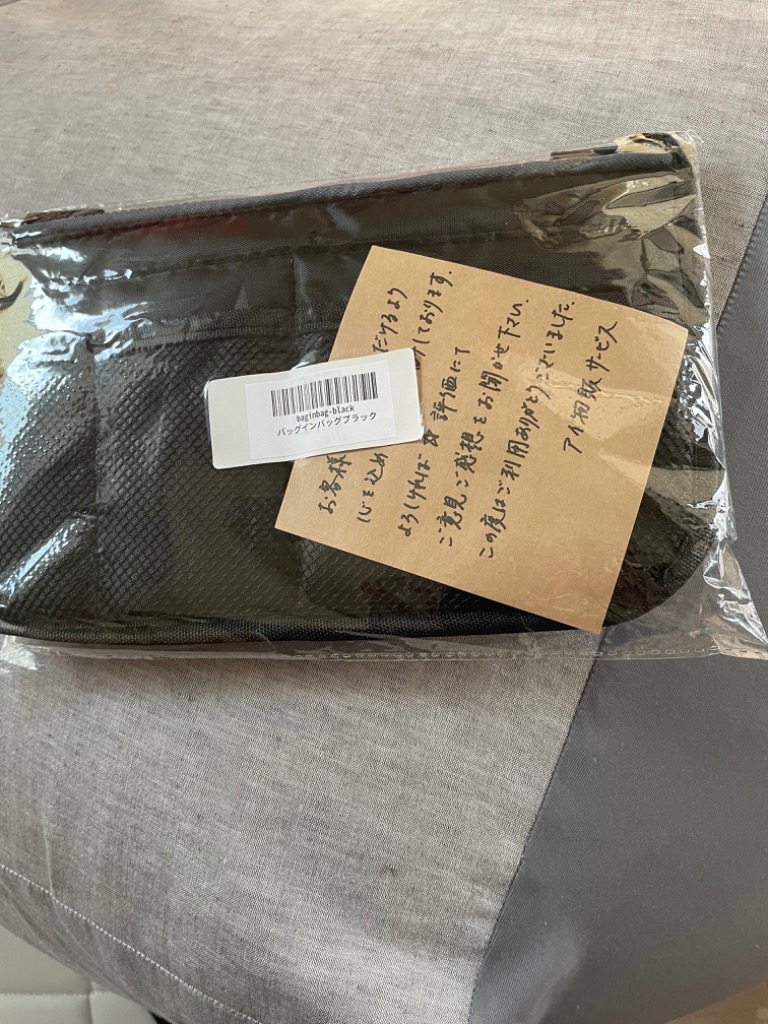 baginbag-black
バッグインバッグブラック
お客様
だけるよう
心を込め
しております。
よろしければ 評価にて
ご意見ご感想をお聞かせ下さい。
この度はご利用ありがとうございました。
アイ物販サービス